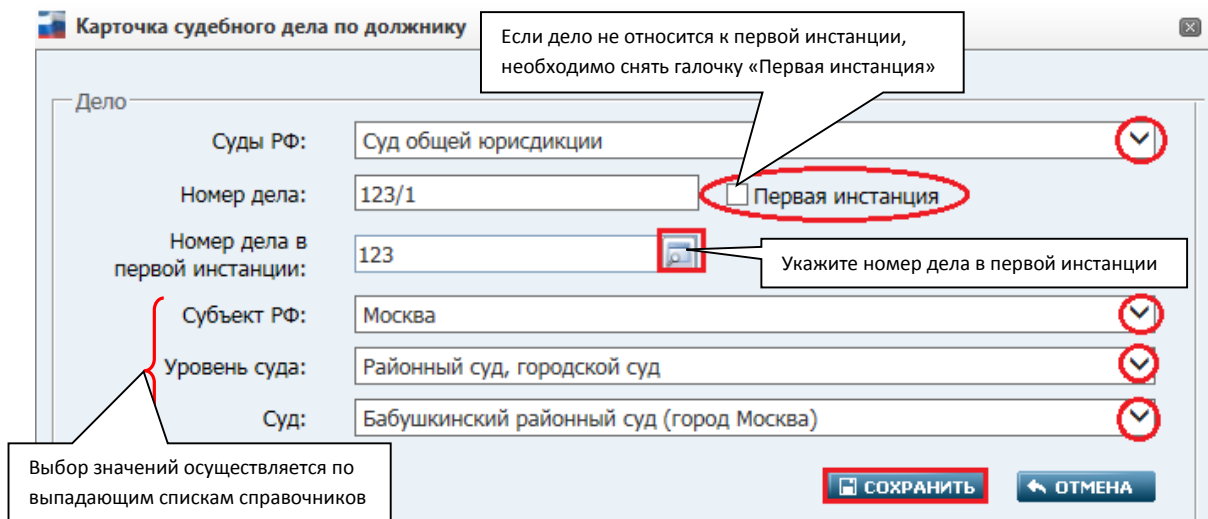 Карточка судебного дела по должнику
Если дело не относится к первой инстанции,
необходимо снять галочку «Первая инстанция»
Дело
Суды РФ:
Суд общей юрисдикции
Номер дела:
123/1
Первая инстанция
Номер дела в
первой инстанции:
123
Укажите номер дела в первой инстанции
Субъект РФ:
Москва
Уровень суда:
Районный суд, городской суд
Суд:
Бабушкинский районный суд (город Москва)
Выбор значений осуществляется по
выпадающим спискам справочников
СОХРАНИТЬ
ОТМЕНА